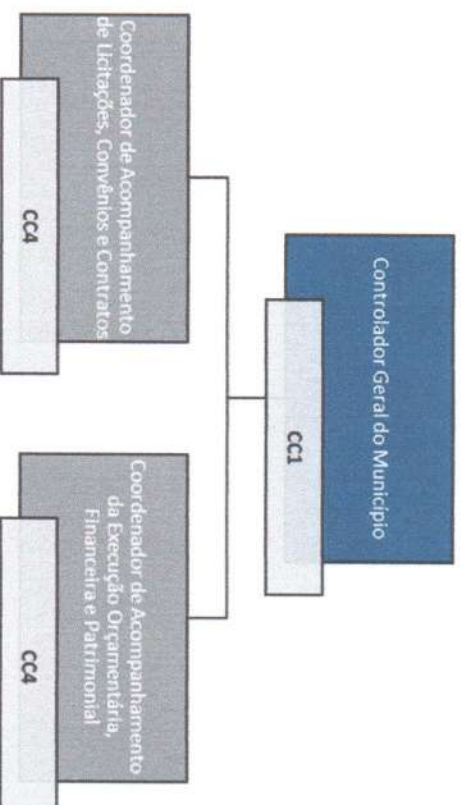 Controlador Geral do Município
CC1
Coordenador de Acompanhamento
de Licitações, Convênios e Contratos
CC4
Coordenador de Acompanhamento
da Execução Orçamentária,
Financeira e Patrimonial
CC4